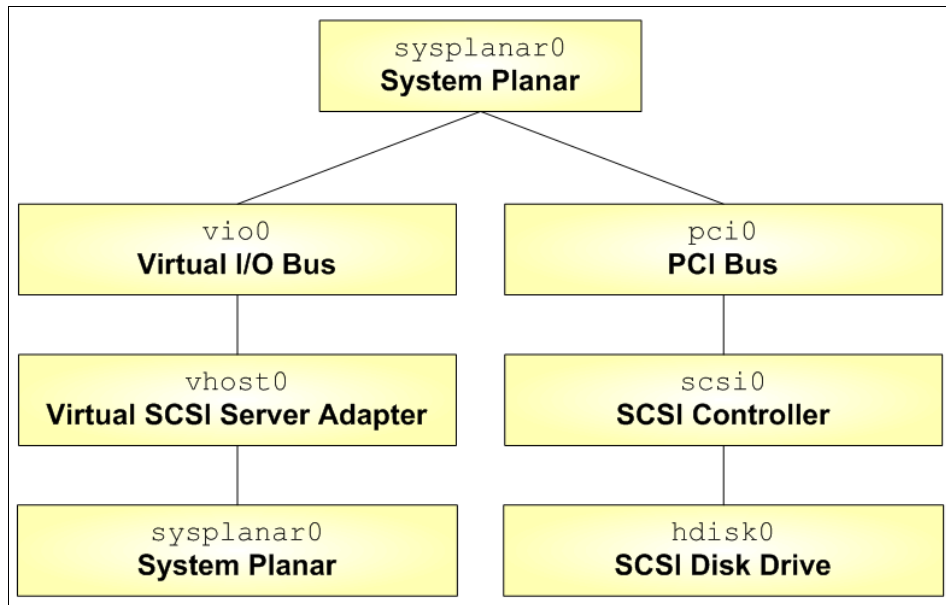 sysplanar0
System Planar
vio0
Virtual I/O Bus
pci0
PCI Bus
vhost0
Virtual SCSI Server Adapter
scsi0
SCSI Controller
sysplanar0
System Planar
hdisk0
SCSI Disk Drive